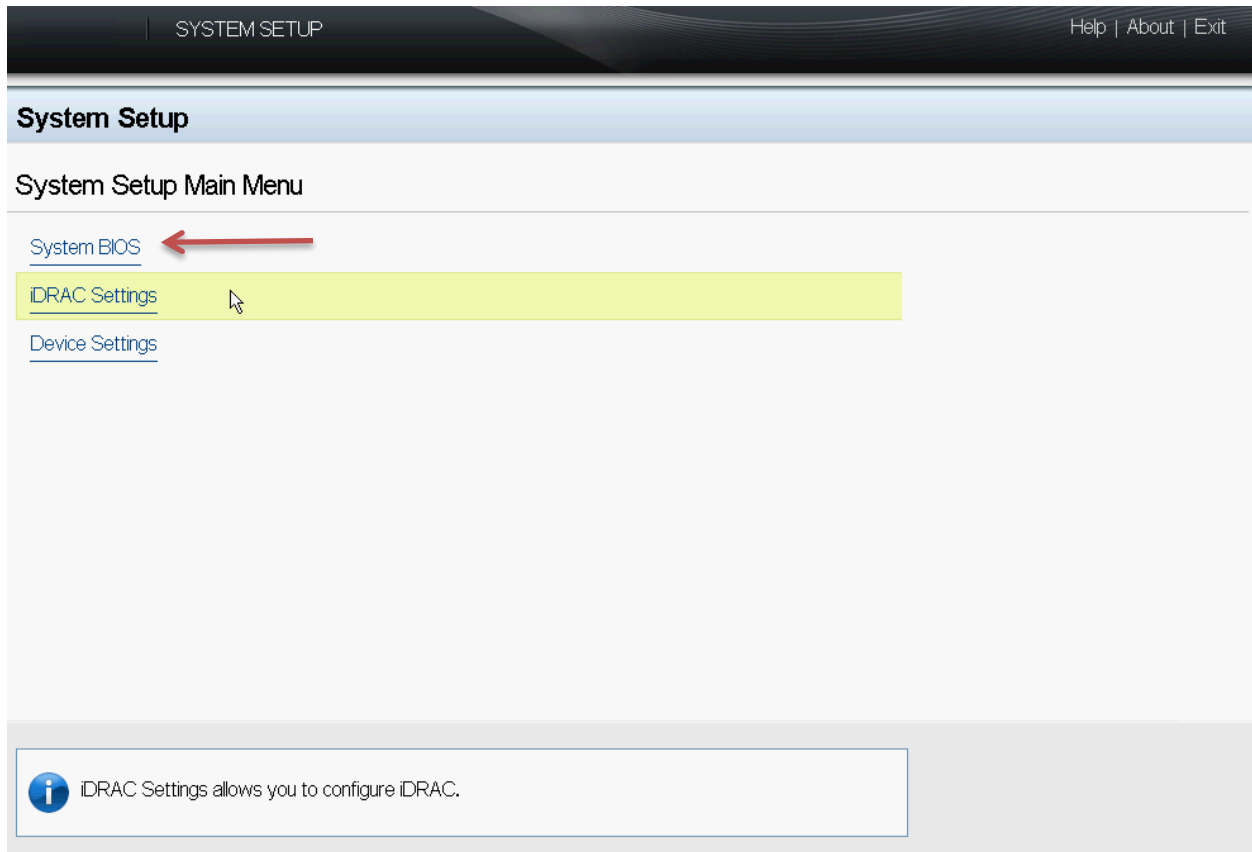 SYSTEM SETUP
Help | About | Exit
System Setup
System Setup Main Menu
System BIOS
iDRAC Settings
Device Settings
iDRAC Settings allows you to configure iDRAC.